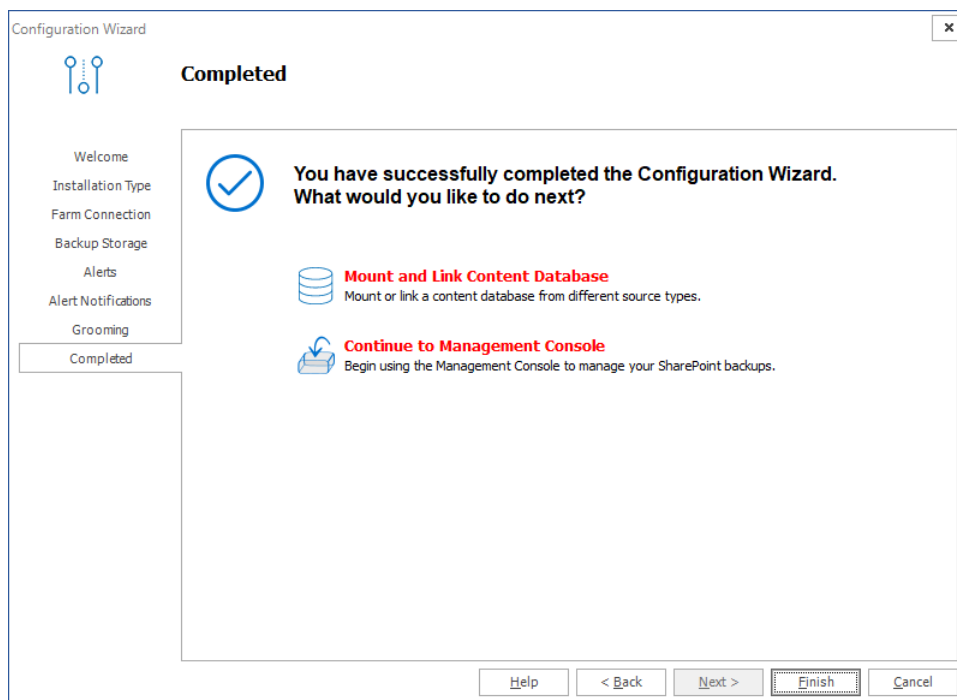 Configuration Wizard
Completed
Welcome
Installation Type
Farm Connection
Backup Storage
Alerts
Alert Notifications
Grooming
Completed
You have successfully completed the Configuration Wizard.
What would you like to do next?
Mount and Link Content Database
Mount or link a content database from different source types.
Continue to Management Console
Begin using the Management Console to manage your SharePoint backups.
Help
< Back
Next >
Finish
Cancel